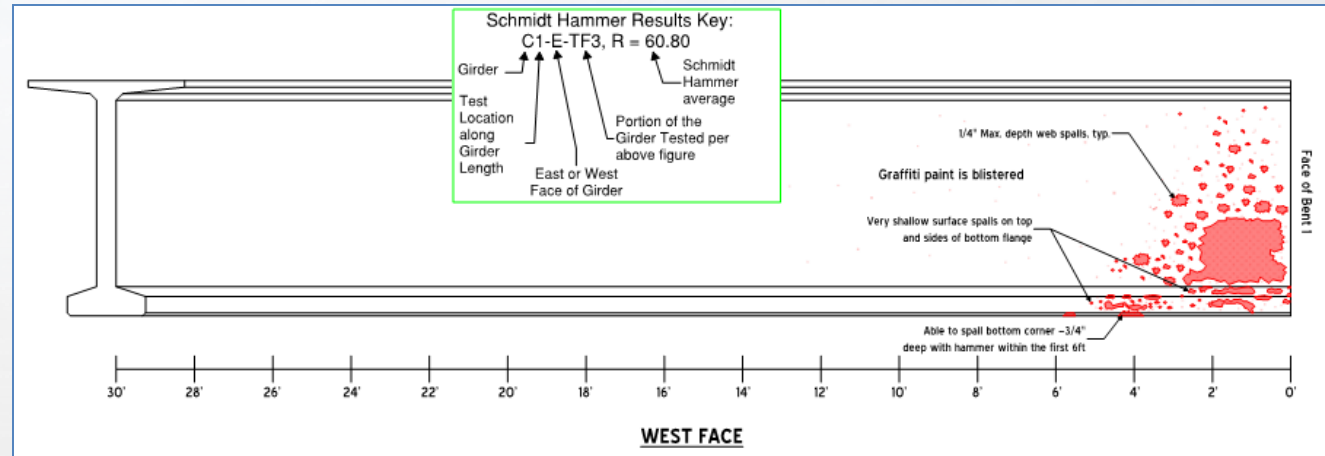 Schmidt Hammer Results Key:
C1-E-TF3, R = 60.80
Girder
Schmidt
Hammer
average
Test
Location
along
Girder
Length
Portion of the
Girder Tested per
above figure
East or West
Face of Girder
1/4" Max. depth web spalls, typ.
Graffiti paint is blistered
Very shallow surface spalls on top
and sides of bottom flange
Face of Bent 1
Able to spall bottom corner ~3/4"
deep with hammer within the first 6ft
30' 28' 26' 24' 22' 20' 18' 16' 14' 12' 10' 8' 6' 4' 2' 0'
WEST FACE